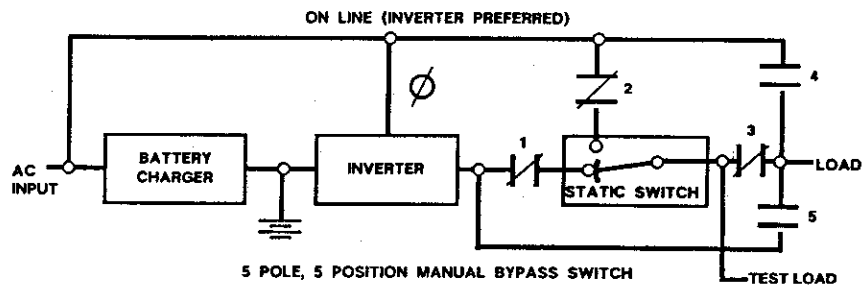 ON LINE (INVERTER PREFERRED)
2
4
1
3
AC
INPUT
BATTERY
CHARGER
INVERTER
STATIC SWITCH
LOAD
5
5 POLE, 5 POSITION MANUAL BYPASS SWITCH
TEST LOAD